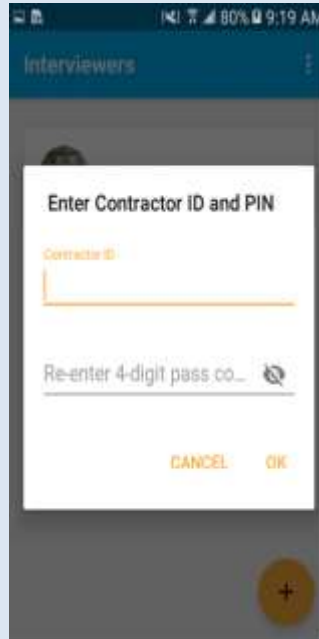 80% 9:19 AM
Interviewers
Enter Contractor ID and PIN
Contractor ID
Re-enter 4-digit pass co...
CANCEL OK
+